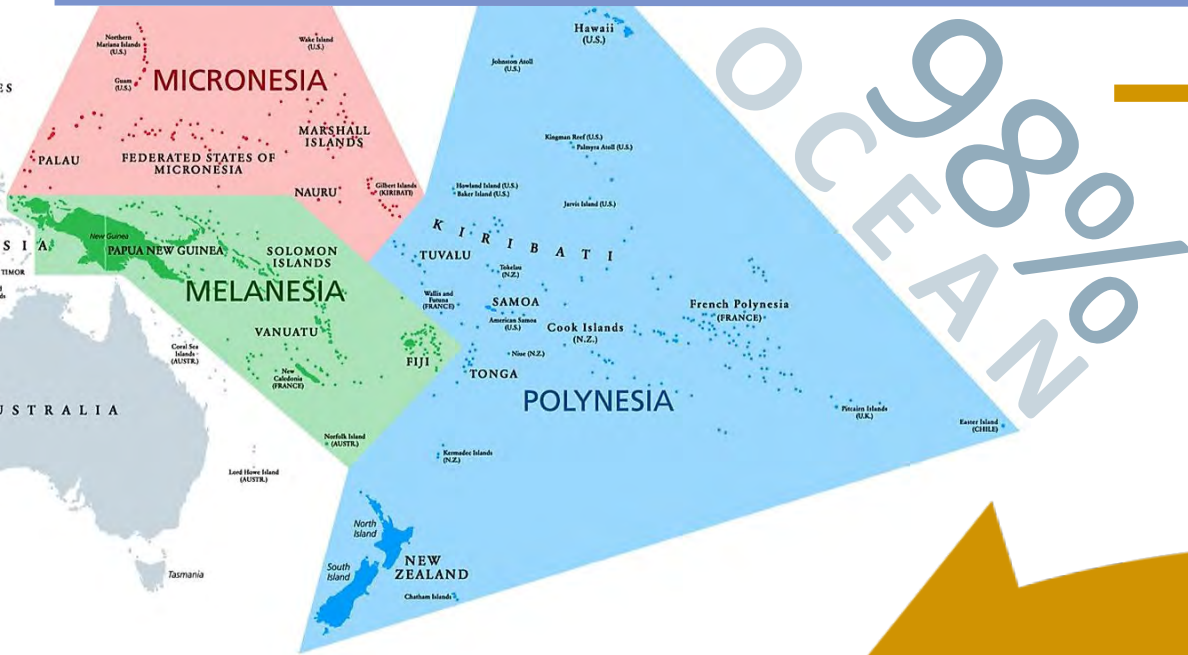 Northern
Mariana Islands
(U.S.)
Guam
(U.S.)
Wake Island
(U.S.)
MICRONESIA
MARSHALL
ISLANDS
PALAU
FEDERATED STATES OF
MICRONESIA
NAURU
Gilbert Islands
(KIRIBATI)
ES
Hawaii
(U.S.)
Johnston Atoll
(U.S.)
Kingman Reef (U.S.)
Palmyra Atoll (U.S.)
Howland Island (U.S.)
Baker Island (U.S.)
Jarvis Island (U.S.)
KIRIBATI
98%
OCEAN
New Guinea
PAPUA NEW GUINEA
SOLOMON
ISLANDS
MELANESIA
VANUATU
New
Caledonia
(FRANCE)
FIJI
Norfolk Island
(AUSTR.)
SIA
TIMOR
TUVALU
Tokelau
(N.Z.)
Wallis and
Futuna
(FRANCE)
SAMOA
American Samoa
(U.S.)
Cook Islands
(N.Z.)
Niue (N.Z.)
TONGA
French Polynesia
(FRANCE)
POLYNESIA
Pitcairn Islands
(U.K.)
Easter Island
(CHILE)
Kermadec Islands
(N.Z.)
Coral Sea
Islands
(AUSTR.)
USTRALIA
Lord Howe Island
(AUSTR.)
Tasmania
North
Island
South
Island
NEW
ZEALAND
Chatham Islands